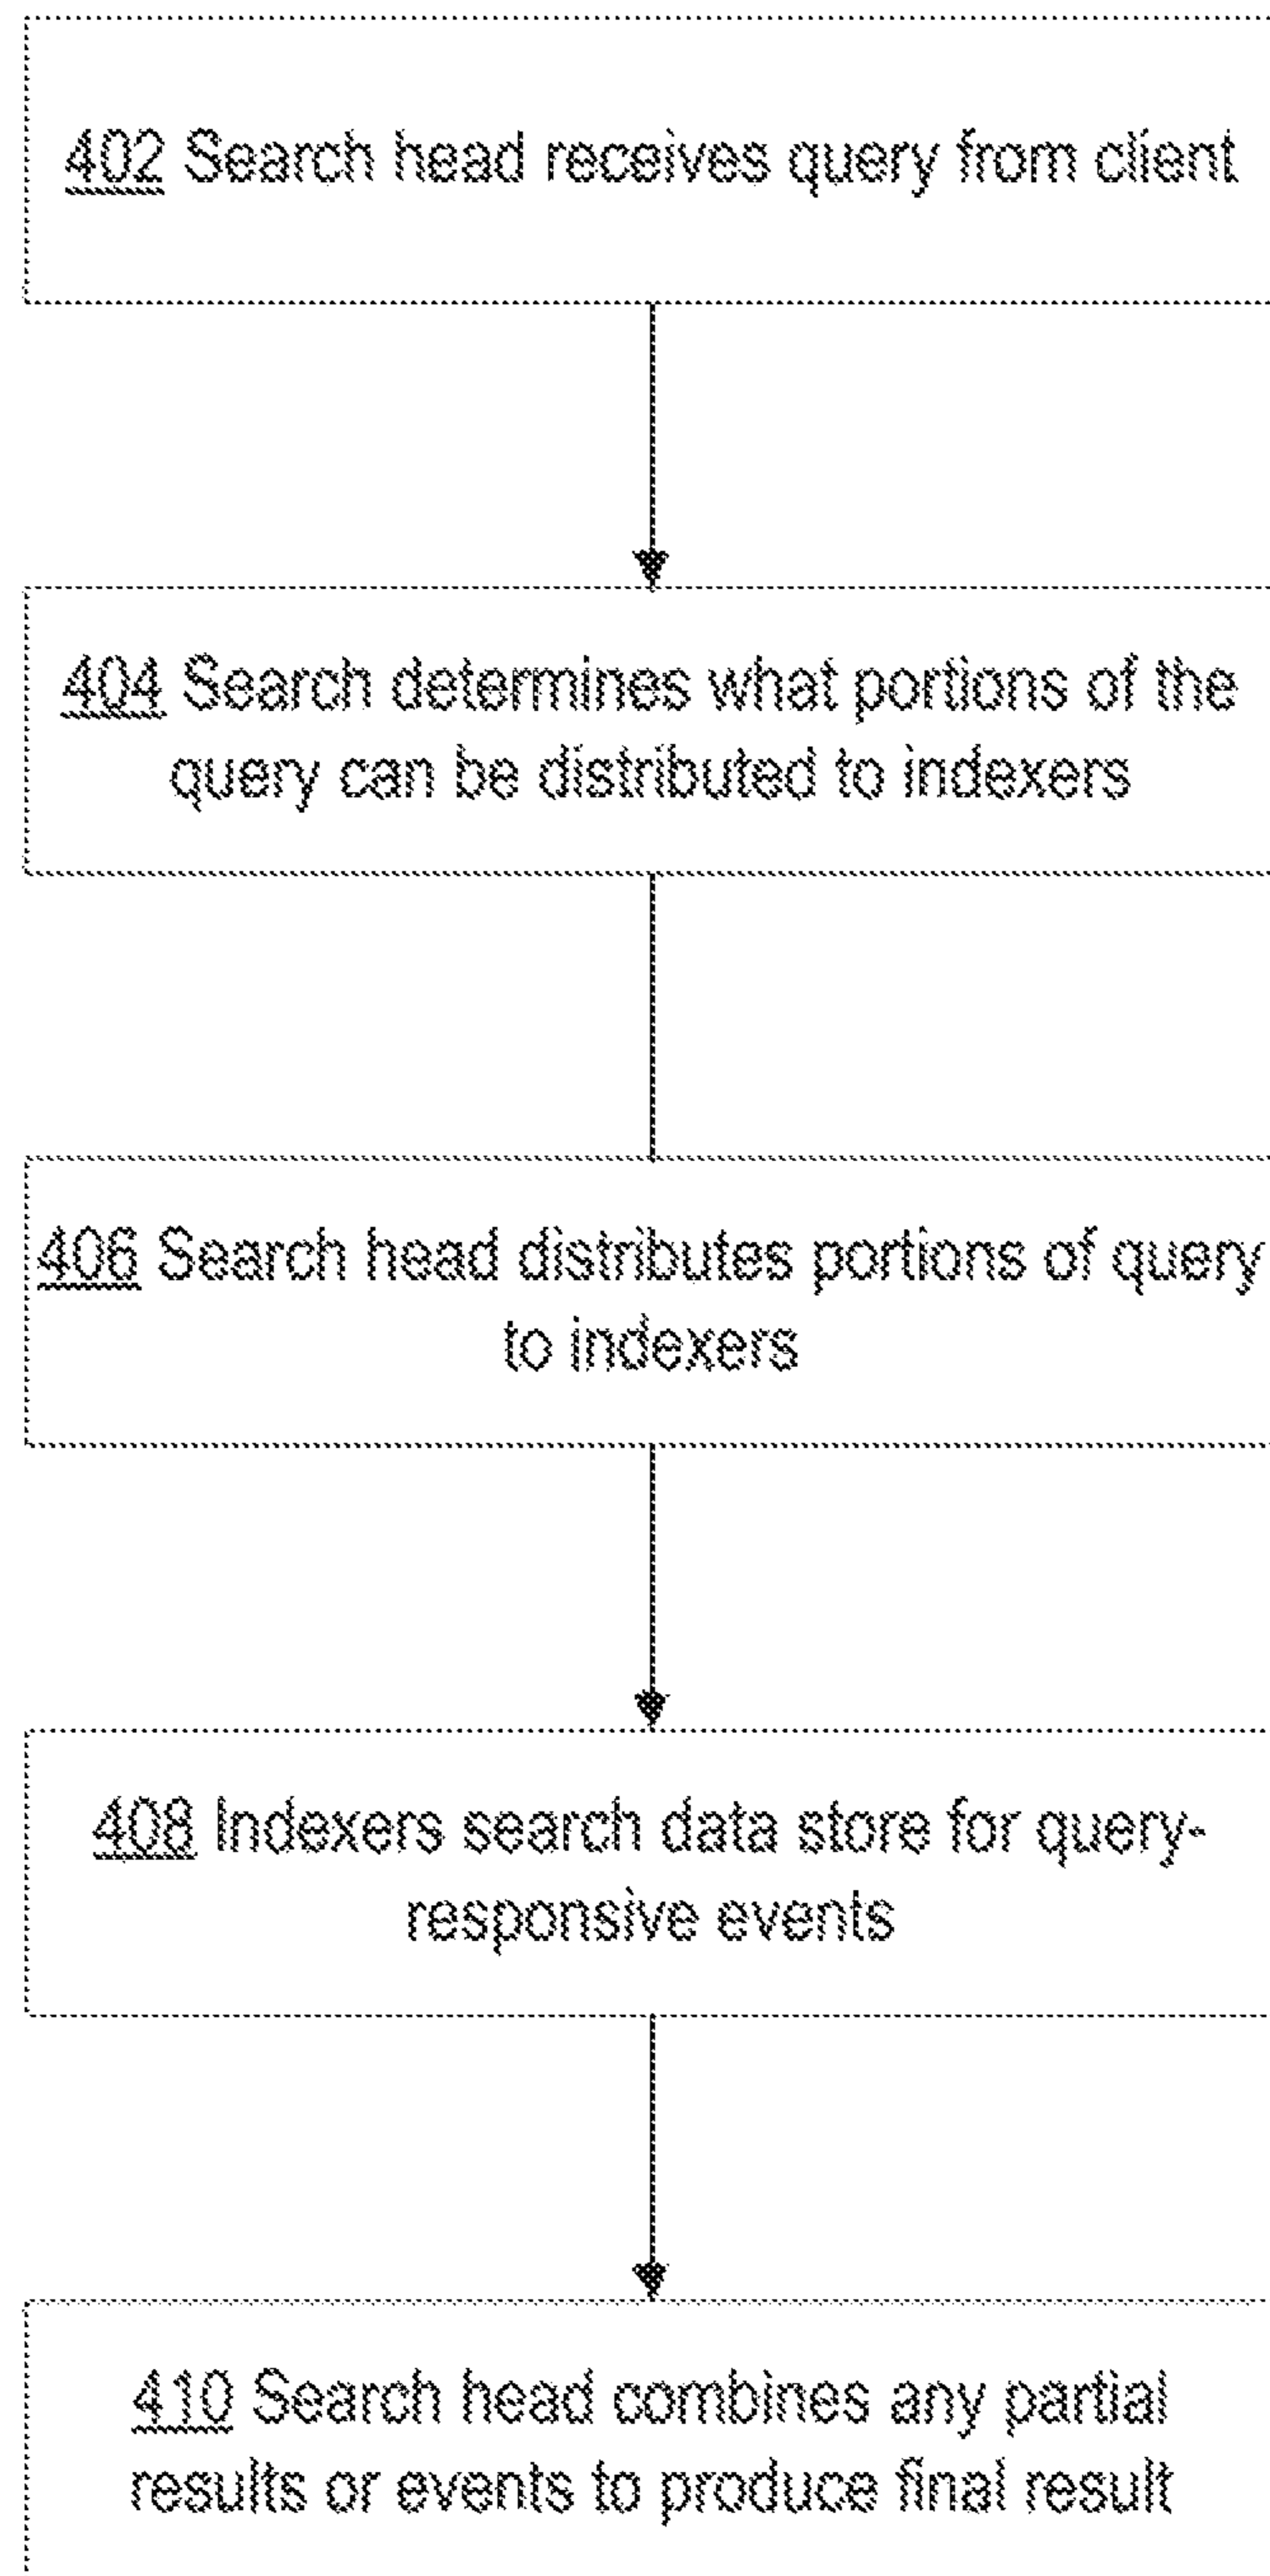 402 Search head receives query from client
404 Search determines what portions of the
query can be distributed to indexers
406 Search head distributes portions of query
to indexers
408 Indexers search data store for query-
responsive events
410 Search head combines any partial
results or events to produce final result